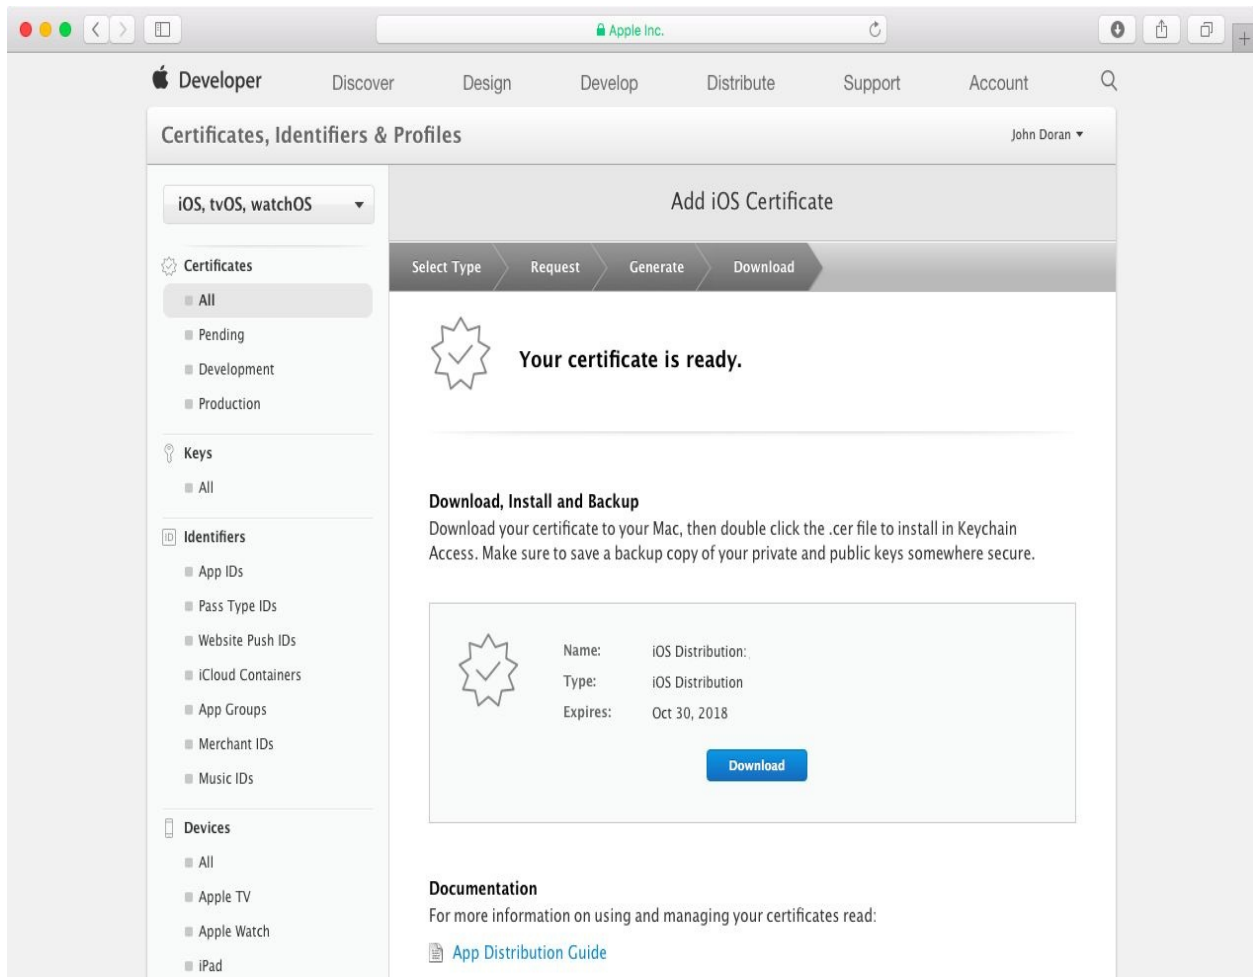 Apple Inc.
Developer
Discover
Design
Develop
Distribute
Support
Account
Certificates, Identifiers & Profiles
John Doran
iOS, tvOS, watchOS
Certificates
All
Pending
Development
Production
Keys
All
ID Identifiers
App IDs
Pass Type IDs
Website Push IDs
iCloud Containers
App Groups
Merchant IDs
Music IDs
Devices
All
Apple TV
Apple Watch
iPad
Add iOS Certificate
Select Type
Request
Generate
Download
Your certificate is ready.
Download, Install and Backup
Download your certificate to your Mac, then double click the .cer file to install in Keychain
Access. Make sure to save a backup copy of your private and public keys somewhere secure.
Name: iOS Distribution:
Type: iOS Distribution
Expires: Oct 30, 2018
Download
Documentation
For more information on using and managing your certificates read:
App Distribution Guide